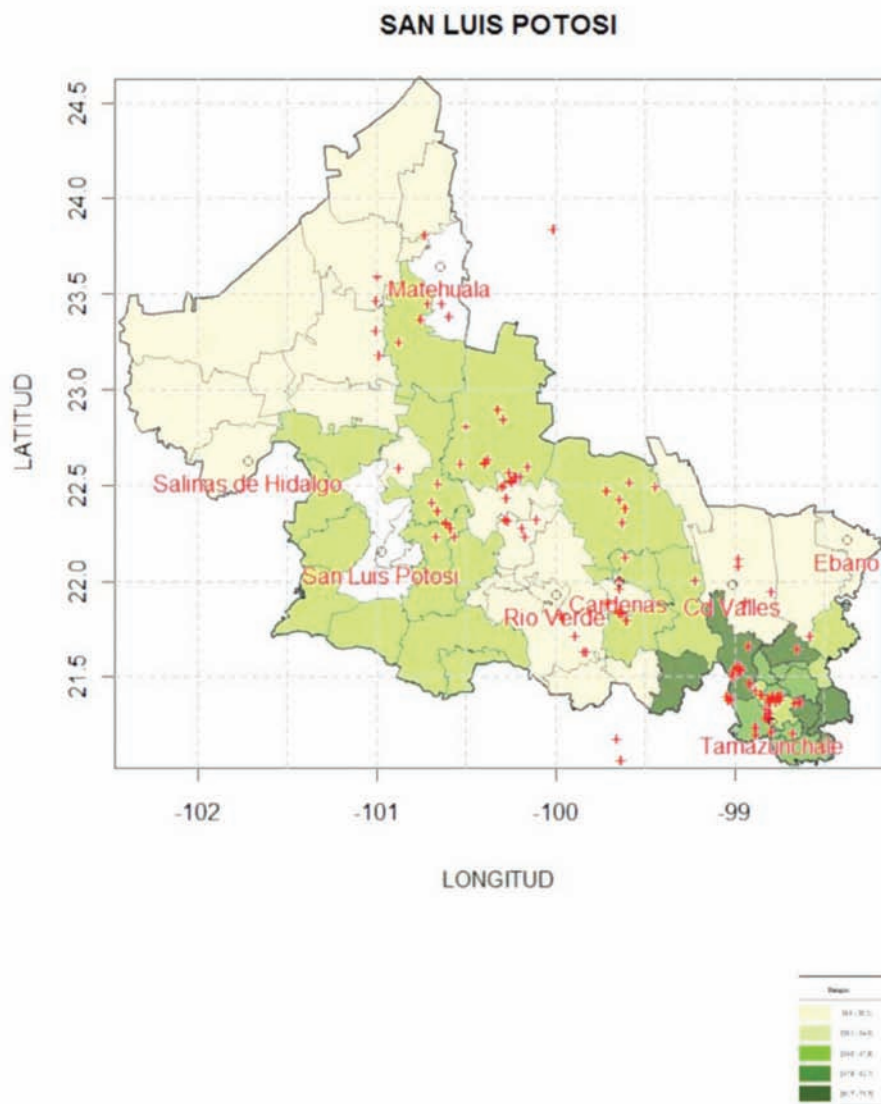 SAN LUIS POTOSI
24.5
24.0
23.5
23.0
22.5
22.0
21.5
LATITUD
Matehuala
Salinas de Hidalgo
San Luis Potosi
Rio Verde
Cardenas
Cd Valles
Ebano
Tamazunchale
-102
-101
-100
-99
LONGITUD